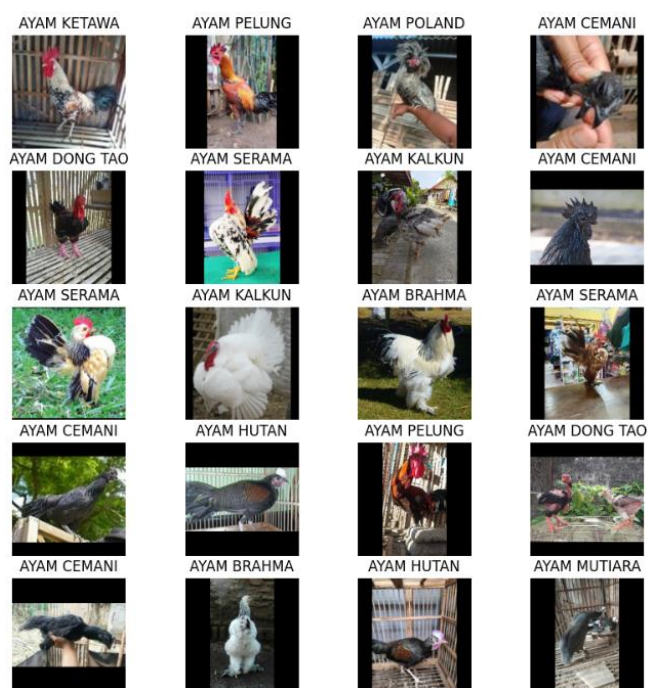 AYAM KETAWA AYAM PELUNG AYAM POLAND AYAM CEMANI
AYAM DONG TAO AYAM SERAMA AYAM KALKUN AYAM CEMANI
AYAM SERAMA AYAM KALKUN AYAM BRAHMA AYAM SERAMA
AYAM CEMANI AYAM HUTAN AYAM PELUNG AYAM DONG TAO
AYAM CEMANI AYAM BRAHMA AYAM HUTAN AYAM MUTIARA